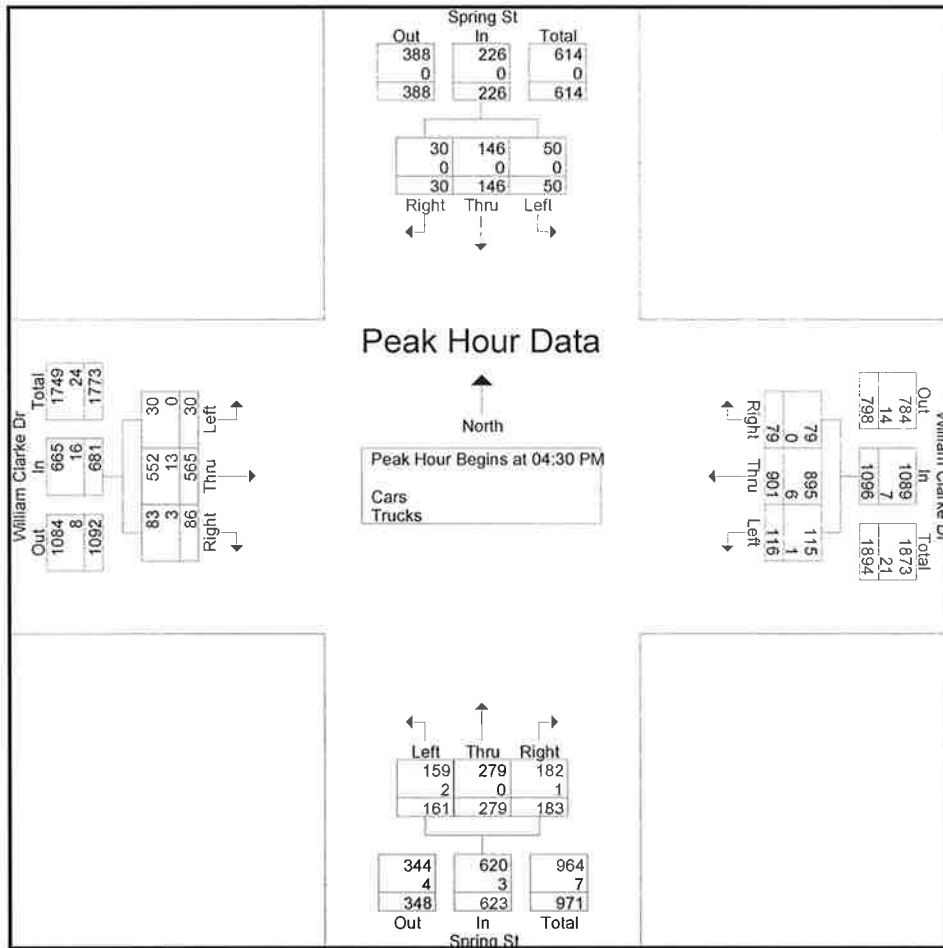 Spring St
Out In Total
388 226 614
0 0 0
388 226 614
30 146 50
0 0 0
30 146 50
Right Thru Left
Peak Hour Data
North
Peak Hour Begins at 04:30 PM
Cars
Trucks
William Clarke Dr
Total In Out
1749 665 1084
24 16 8
1773 681 1092
30 552 83
0 13 3
30 565 86
Left Thru Right
William Clarke Dr
Out In Total
784 1089 1873
14 7 21
798 1096 1894
79 895 115
0 6 1
79 901 116
Right Thru Left
Left Thru Right
159 279 182
2 0 1
161 279 183
344 620 964
4 3 7
348 623 971
Out In Total
Spring St